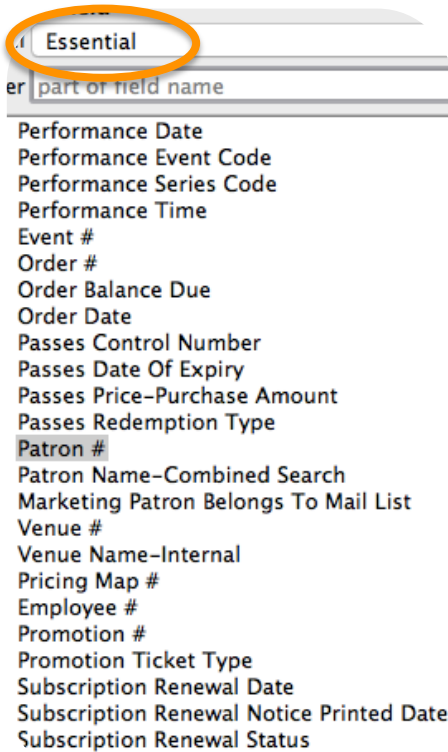 Essential
er part of field name
Performance Date
Performance Event Code
Performance Series Code
Performance Time
Event #
Order #
Order Balance Due
Order Date
Passes Control Number
Passes Date Of Expiry
Passes Price-Purchase Amount
Passes Redemption Type
Patron #
Patron Name-Combined Search
Marketing Patron Belongs To Mail List
Venue #
Venue Name-Internal
Pricing Map #
Employee #
Promotion #
Promotion Ticket Type
Subscription Renewal Date
Subscription Renewal Notice Printed Date
Subscription Renewal Status